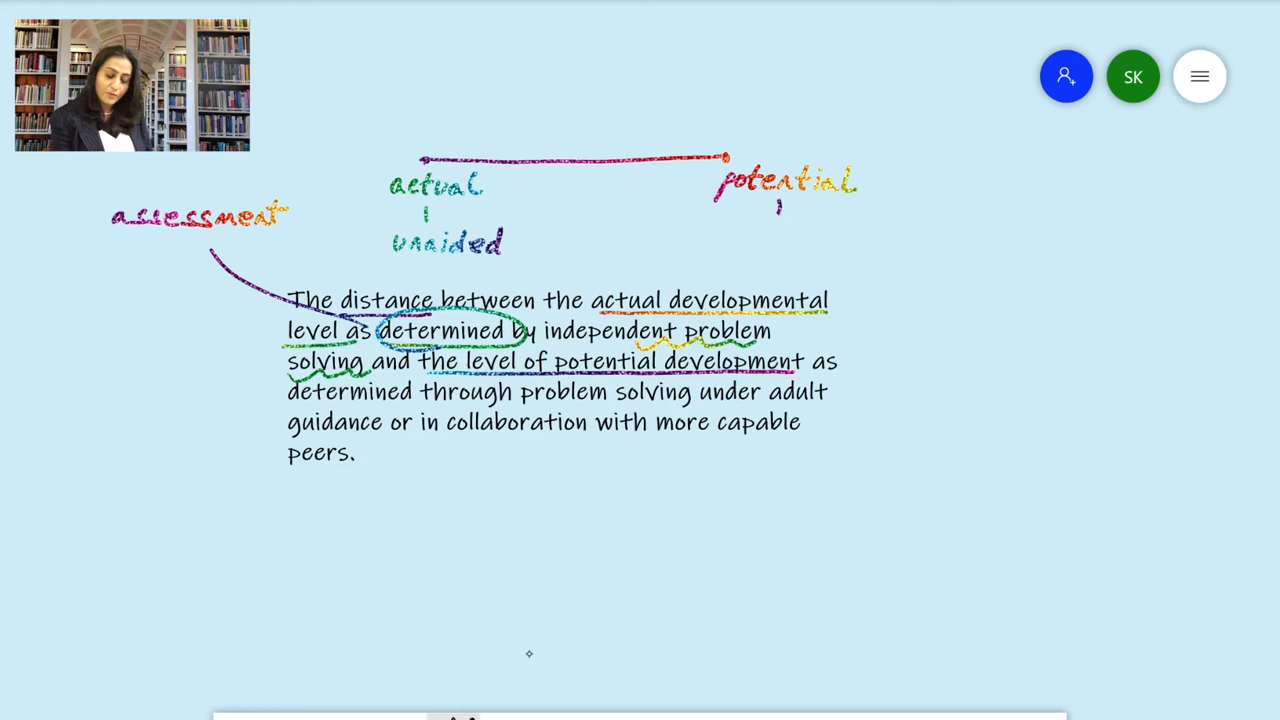 SK
actual
potential
assessment
unaided
The distance between the actual developmental
level as determined by independent problem
solving and the level of potential development as
determined through problem solving under adult
guidance or in collaboration with more capable
peers.